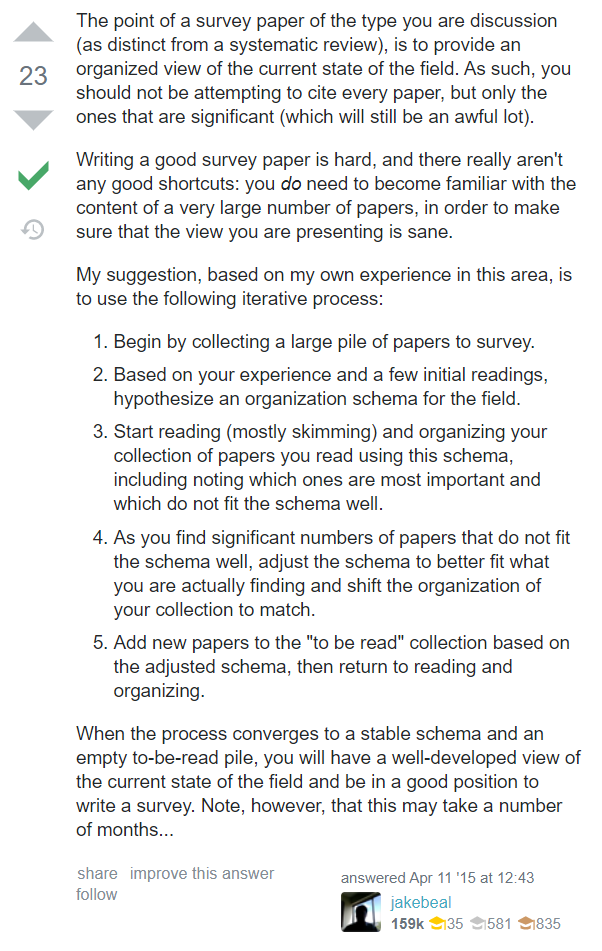 The point of a survey paper of the type you are discussion
(as distinct from a systematic review), is to provide an
23
organized view of the current state of the field. As such, you
should not be attempting to cite every paper, but only the
ones that are significant (which will still be an awful lot).
Writing a good survey paper is hard, and there really aren't
any good shortcuts: you do need to become familiar with the
content of a very large number of papers, in order to make
sure that the view you are presenting is sane.
My suggestion, based on my own experience in this area, is
to use the following iterative process:
1. Begin by collecting a large pile of papers to survey.
2. Based on your experience and a few initial readings,
hypothesize an organization schema for the field.
3. Start reading (mostly skimming) and organizing your
collection of papers you read using this schema,
including noting which ones are most important and
which do not fit the schema well.
4. As you find significant numbers of papers that do not fit
the schema well, adjust the schema to better fit what
you are actually finding and shift the organization of
your collection to match.
5. Add new papers to the "to be read" collection based on
the adjusted schema, then return to reading and
organizing.
When the process converges to a stable schema and an
empty to-be-read pile, you will have a well-developed view of
the current state of the field and be in a good position to
write a survey. Note, however, that this may take a number
of months...
share improve this answer
follow
answered Apr 11 '15 at 12:43
jakebeal
159k 35 581 835